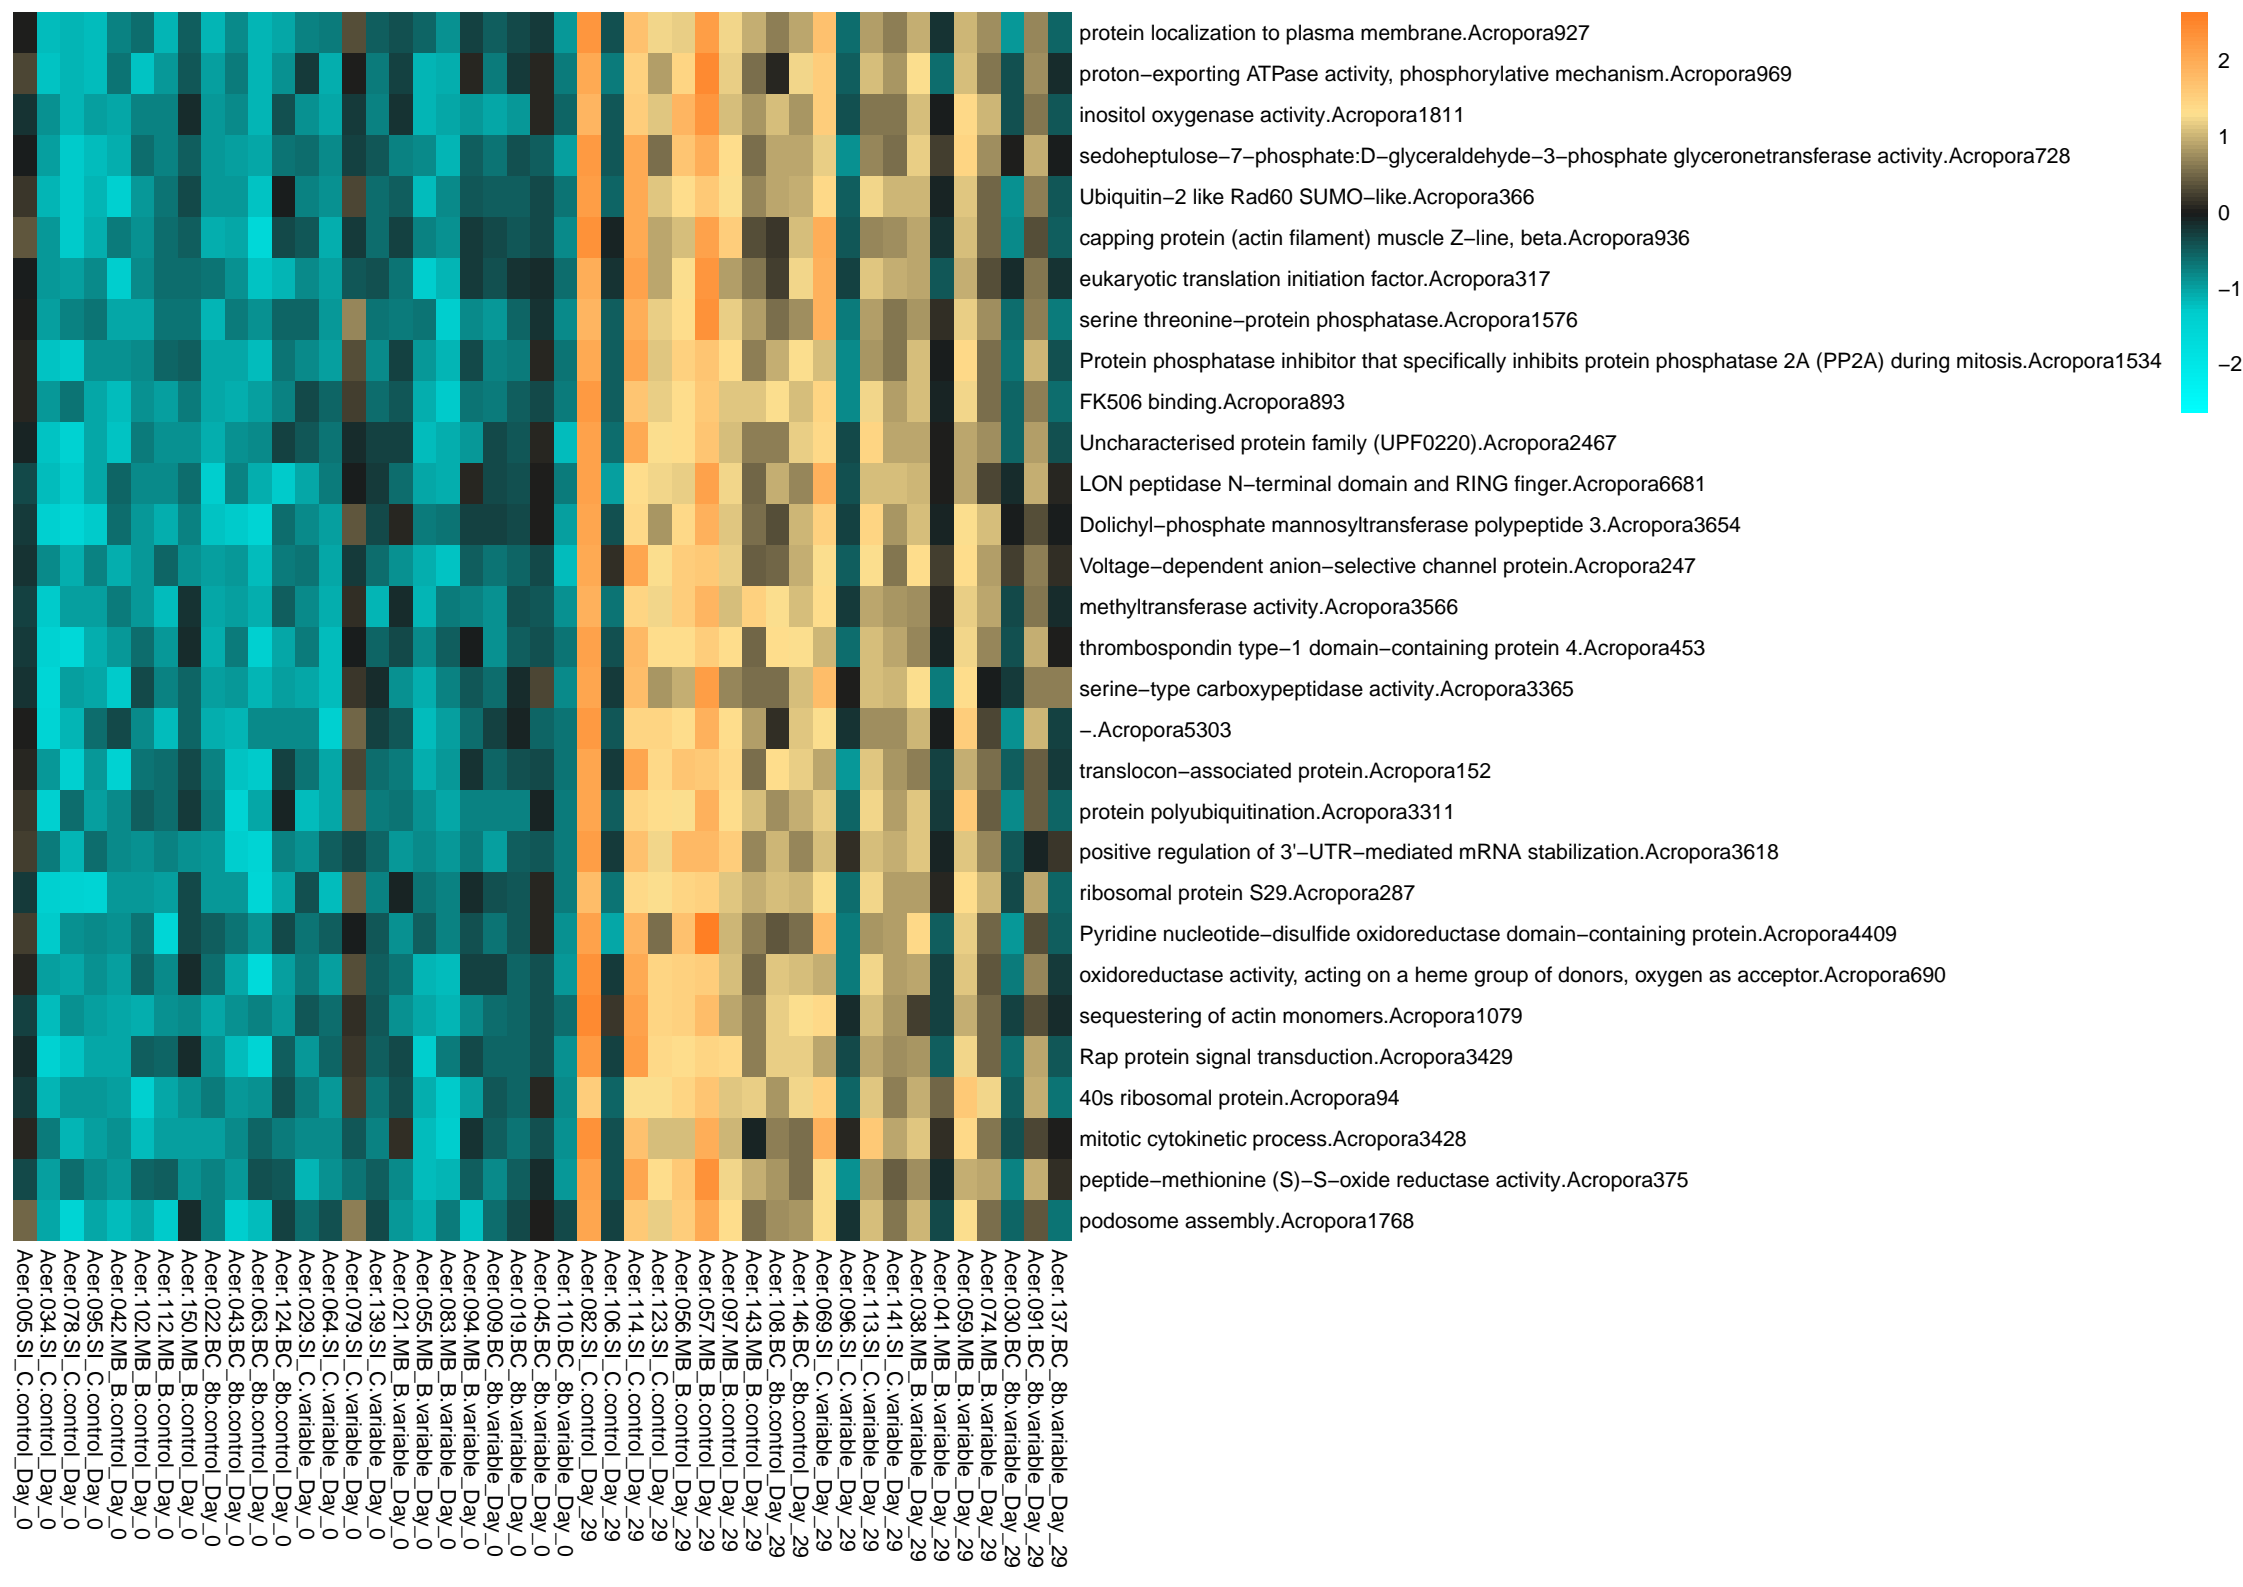 protein localization to plasma membrane.Acropora927
proton−exporting ATPase activity, phosphorylative mechanism.Acropora969
inositol oxygenase activity.Acropora1811
sedoheptulose−7−phosphate:D−glyceraldehyde−3−phosphate glyceronetransferase activity.Acropora728
Ubiquitin−2 like Rad60 SUMO−like.Acropora366
capping protein (actin filament) muscle Z−line, beta.Acropora936
eukaryotic translation initiation factor.Acropora317
serine threonine−protein phosphatase.Acropora1576
Protein phosphatase inhibitor that specifically inhibits protein phosphatase 2A (PP2A) during mitosis.Acropora1534
FK506 binding.Acropora893
Uncharacterised protein family (UPF0220).Acropora2467
LON peptidase N−terminal domain and RING finger.Acropora6681
Dolichyl−phosphate mannosyltransferase polypeptide 3.Acropora3654
Voltage−dependent anion−selective channel protein.Acropora247
methyltransferase activity.Acropora3566
thrombospondin type−1 domain−containing protein 4.Acropora453
serine−type carboxypeptidase activity.Acropora3365
−.Acropora5303
translocon−associated protein.Acropora152
protein polyubiquitination.Acropora3311
positive regulation of 3'−UTR−mediated mRNA stabilization.Acropora3618
ribosomal protein S29.Acropora287
Pyridine nucleotide−disulfide oxidoreductase domain−containing protein.Acropora4409
oxidoreductase activity, acting on a heme group of donors, oxygen as acceptor.Acropora690
sequestering of actin monomers.Acropora1079
Rap protein signal transduction.Acropora3429
40s ribosomal protein.Acropora94
mitotic cytokinetic process.Acropora3428
peptide−methionine (S)−S−oxide reductase activity.Acropora375
podosome assembly.Acropora1768
2
1
0
−1
−2
Acer.005.SI_C.control_Day_0
Acer.034.SI_C.control_Day_0
Acer.078.SI_C.control_Day_0
Acer.095.SI_C.control_Day_0
Acer.042.MB_B.control_Day_0
Acer.102.MB_B.control_Day_0
Acer.112.MB_B.control_Day_0
Acer.150.MB_B.control_Day_0
Acer.022.BC_8b.control_Day_0
Acer.043.BC_8b.control_Day_0
Acer.063.BC_8b.control_Day_0
Acer.124.BC_8b.control_Day_0
Acer.029.SI_C.variable_Day_0
Acer.064.SI_C.variable_Day_0
Acer.079.SI_C.variable_Day_0
Acer.139.SI_C.variable_Day_0
Acer.021.MB_B.variable_Day_0
Acer.055.MB_B.variable_Day_0
Acer.083.MB_B.variable_Day_0
Acer.094.MB_B.variable_Day_0
Acer.009.BC_8b.variable_Day_0
Acer.019.BC_8b.variable_Day_0
Acer.045.BC_8b.variable_Day_0
Acer.110.BC_8b.variable_Day_0
Acer.082.SI_C.control_Day_29
Acer.106.SI_C.control_Day_29
Acer.114.SI_C.control_Day_29
Acer.123.SI_C.control_Day_29
Acer.056.MB_B.control_Day_29
Acer.057.MB_B.control_Day_29
Acer.097.MB_B.control_Day_29
Acer.143.MB_B.control_Day_29
Acer.108.BC_8b.control_Day_29
Acer.146.BC_8b.control_Day_29
Acer.069.SI_C.variable_Day_29
Acer.096.SI_C.variable_Day_29
Acer.113.SI_C.variable_Day_29
Acer.141.SI_C.variable_Day_29
Acer.038.MB_B.variable_Day_29
Acer.041.MB_B.variable_Day_29
Acer.059.MB_B.variable_Day_29
Acer.074.MB_B.variable_Day_29
Acer.030.BC_8b.variable_Day_29
Acer.091.BC_8b.variable_Day_29
Acer.137.BC_8b.variable_Day_29